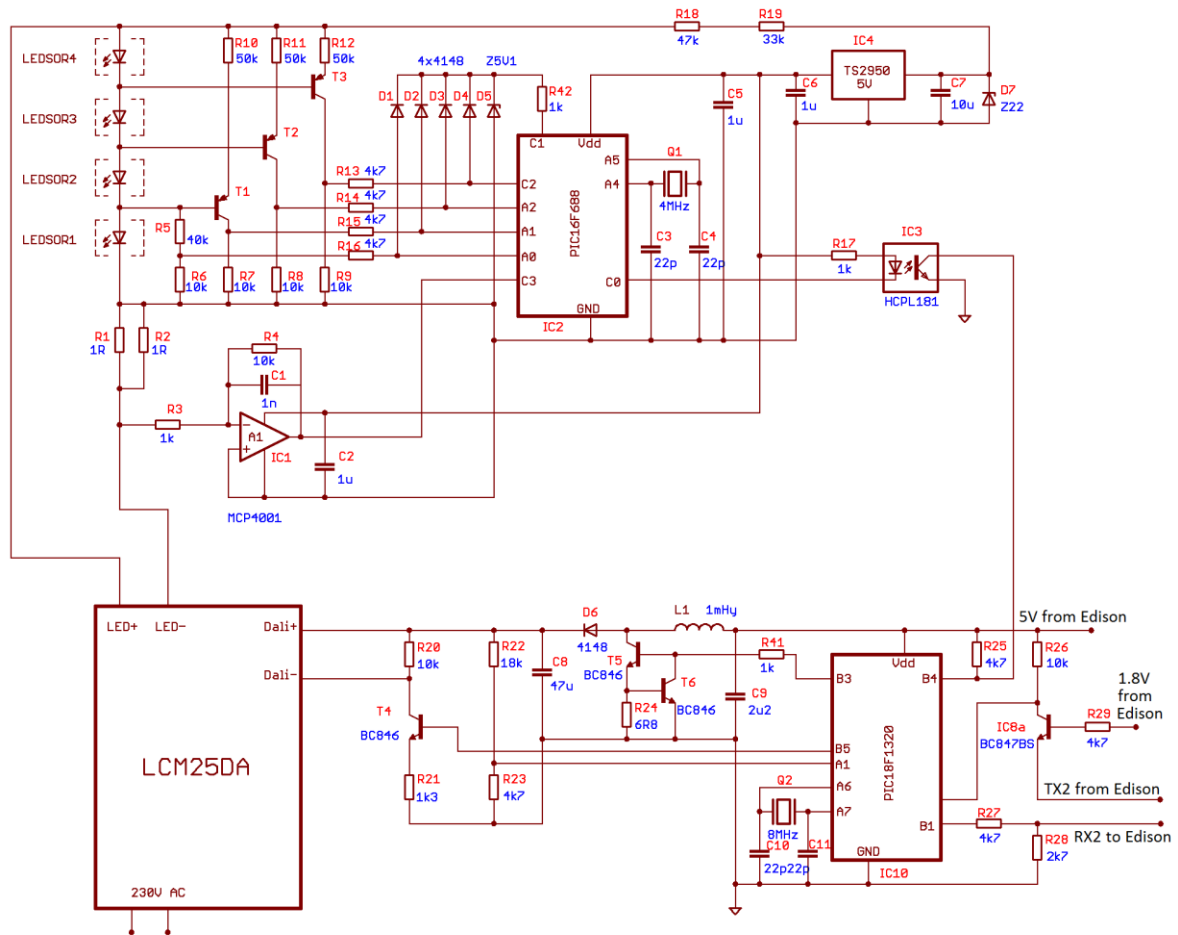 R18
47k
R19
33k
IC4
TS2950
5V
C7
10u
D7
Z22
C6
1u
C5
1u
LEDSOR4
LEDSOR3
LEDSOR2
LEDSOR1
R10
50k
R11
50k
R12
50k
T3
T2
T1
4x4148
Z5V1
D1
D2
D3
D4
D5
R42
1k
R13
4k7
R14
4k7
R15
4k7
R16
4k7
R5
40k
R6
10k
R7
10k
R8
10k
R9
10k
C1
Vdd
C2
A2
A1
A0
C3
A5
A4
C0
PIC16F688
GND
IC2
Q1
4MHz
C3
22p
C4
22p
R17
1k
IC3
HCPL181
R1
1R
R2
1R
R4
10k
C1
1n
R3
1k
A1
-
+
IC1
C2
1u
MCP4001
LED+
LED-
Dali+
Dali-
LCM25DA
230V AC
R20
10k
R22
18k
T4
BC846
R21
1k3
R23
4k7
C8
47u
D6
4148
L1
1mHy
T5
BC846
T6
BC846
R24
6R8
R41
1k
C9
2u2
Vdd
B3
B4
B5
A1
A6
A7
B1
PIC18F1320
GND
IC10
Q2
8MHz
C10
22p
C11
22p
R25
4k7
R26
10k
5V from Edison
1.8V
from
Edison
R29
4k7
IC8a
BC847BS
TX2 from Edison
R27
4k7
RX2 to Edison
R28
2k7